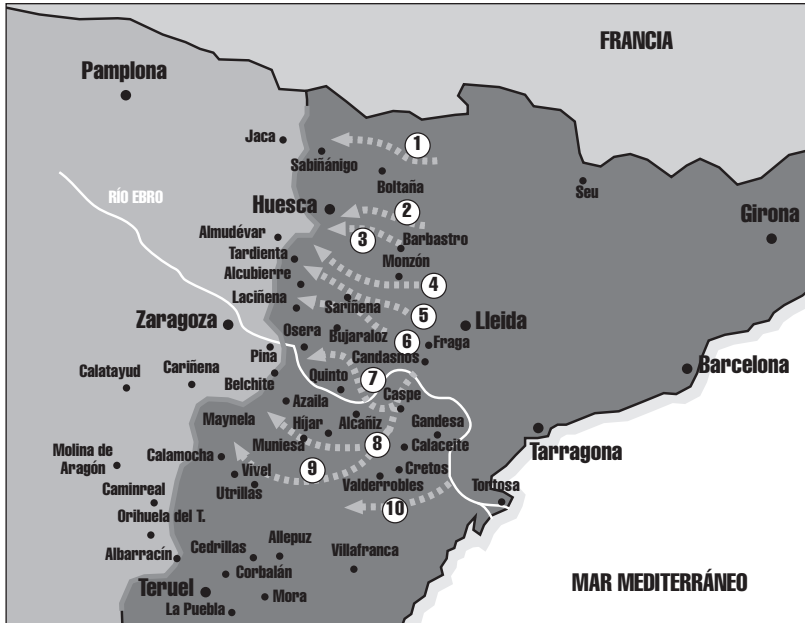 FRANCIA
Pamplona
Jaca
1
Sabiñánigo
Boltaña
Seu
RÍO EBRO
Huesca
2
Girona
Almudévar
3
Barbastro
Tardienta
Monzón
Alcubierre
4
Laciñena
Sariñena
5
Zaragoza
Lleida
Osera
Bujaraloz
6
Fraga
Pina
Candasnos
Barcelona
Calatayud
Cariñena
Belchite
Quinto
7
Azaila
Caspe
Maynela
Híjar
Alcañiz
Gandesa
Tarragona
Muniesa
8
Calaceite
Molina de
Aragón
Calamocha
9
Vivel
Cretos
Utrillas
Valderrobles
Caminreal
Tortosa
10
Orihuela del T.
Albarracín
Cedrillas
Allepuz
Villafranca
Corbalán
Teruel
Mora
La Puebla
MAR MEDITERRÁNEO